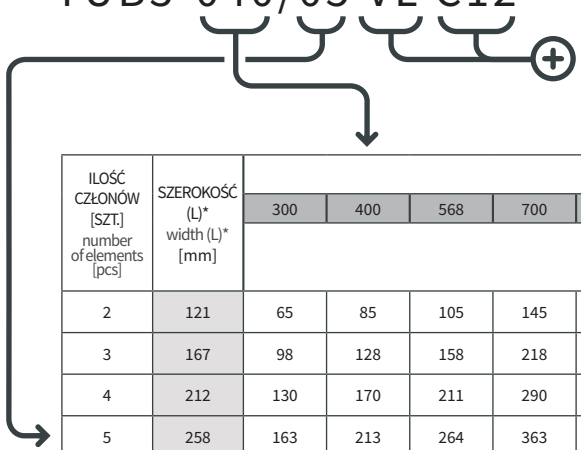 ILOŚĆ
CZŁONÓW
[SZT.]
number
of elements
[pcs]
SZEROKOŚĆ
(L)*
width (L)*
[mm]
300 400 568 700
2 121 65 85 105 145
3 167 98 128 158 218
4 212 130 170 211 290
5 258 163 213 264 363